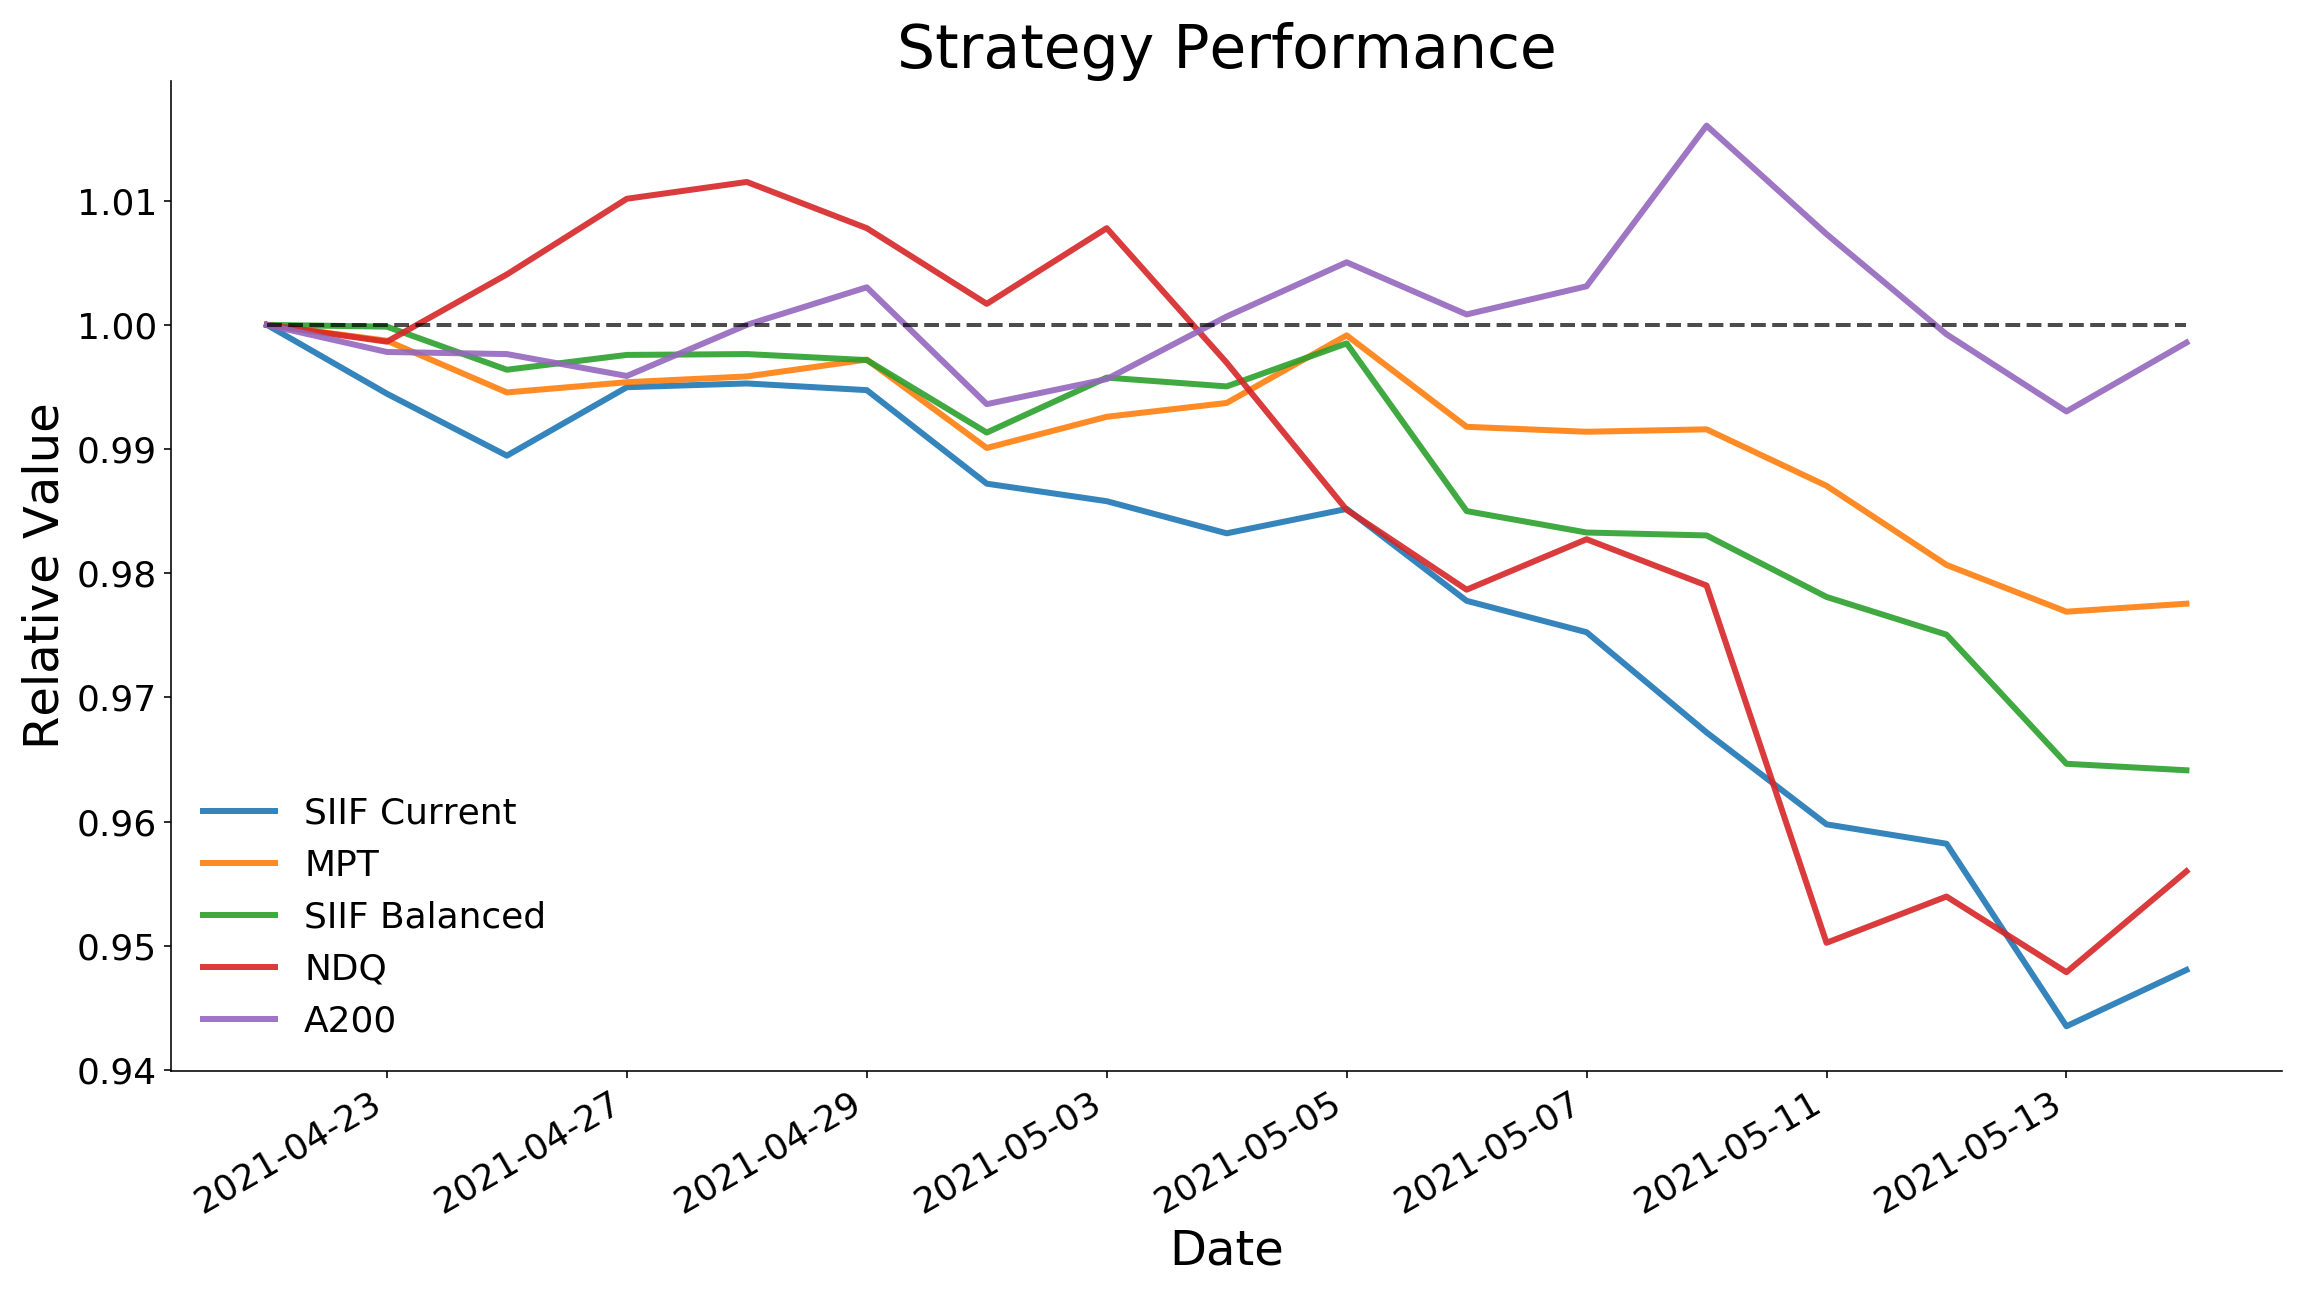 Strategy Performance
Relative Value
1.01
1.00
0.99
0.98
0.97
0.96
0.95
0.94
SIIF Current
MPT
SIIF Balanced
NDQ
A200
2021-04-23
2021-04-27
2021-04-29
2021-05-03
2021-05-05
2021-05-07
2021-05-11
2021-05-13
Date